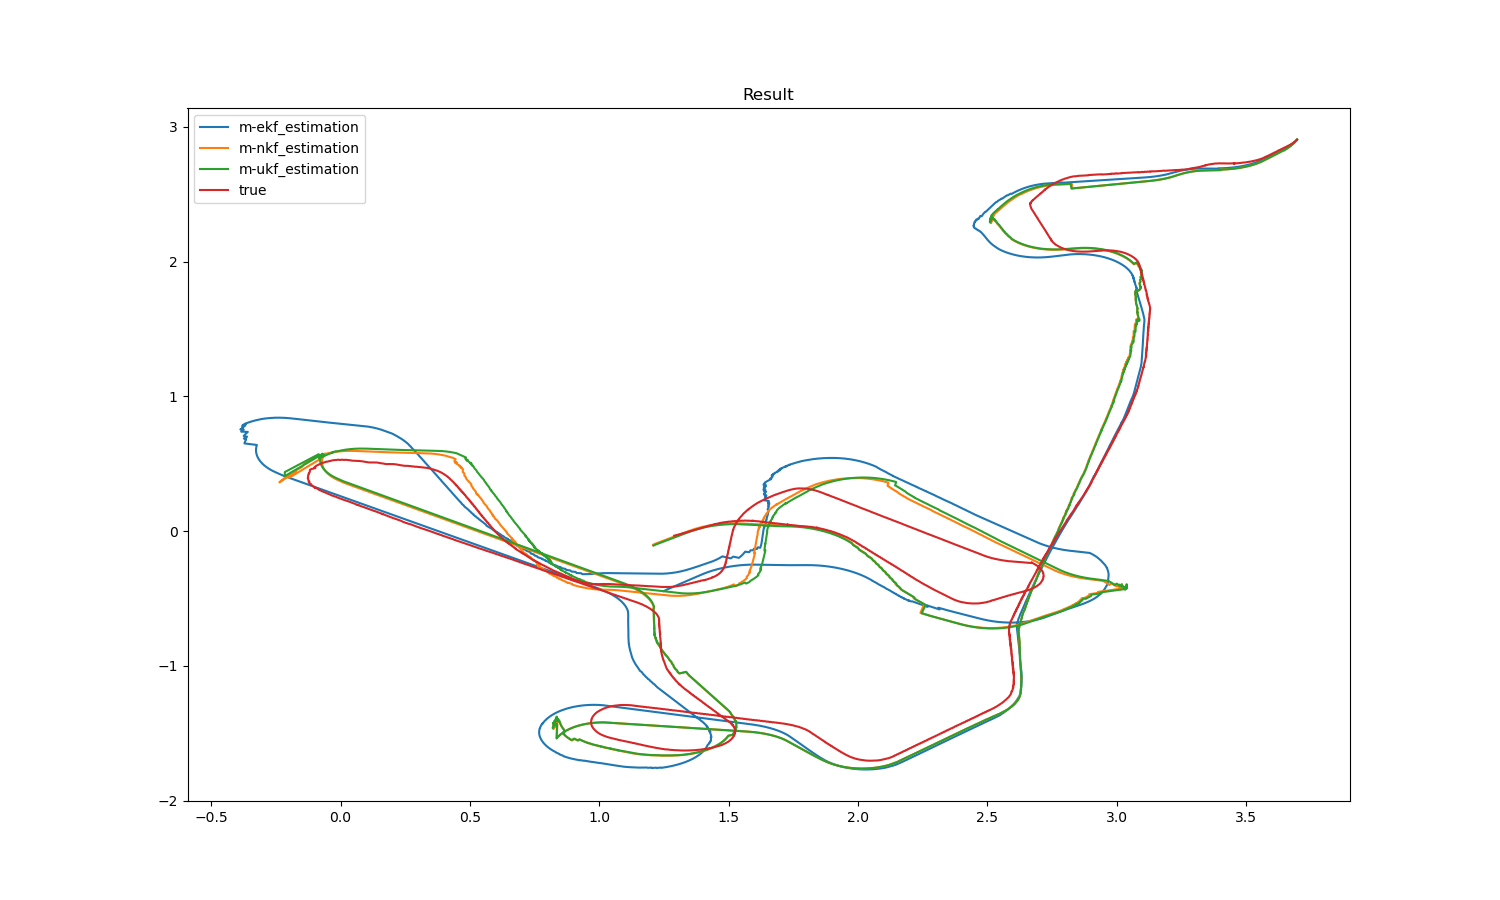 Result
m-ekf_estimation
m-nkf_estimation
m-ukf_estimation
true
3
2
1
0
−1
−2
−0.5 0.0 0.5 1.0 1.5 2.0 2.5 3.0 3.5